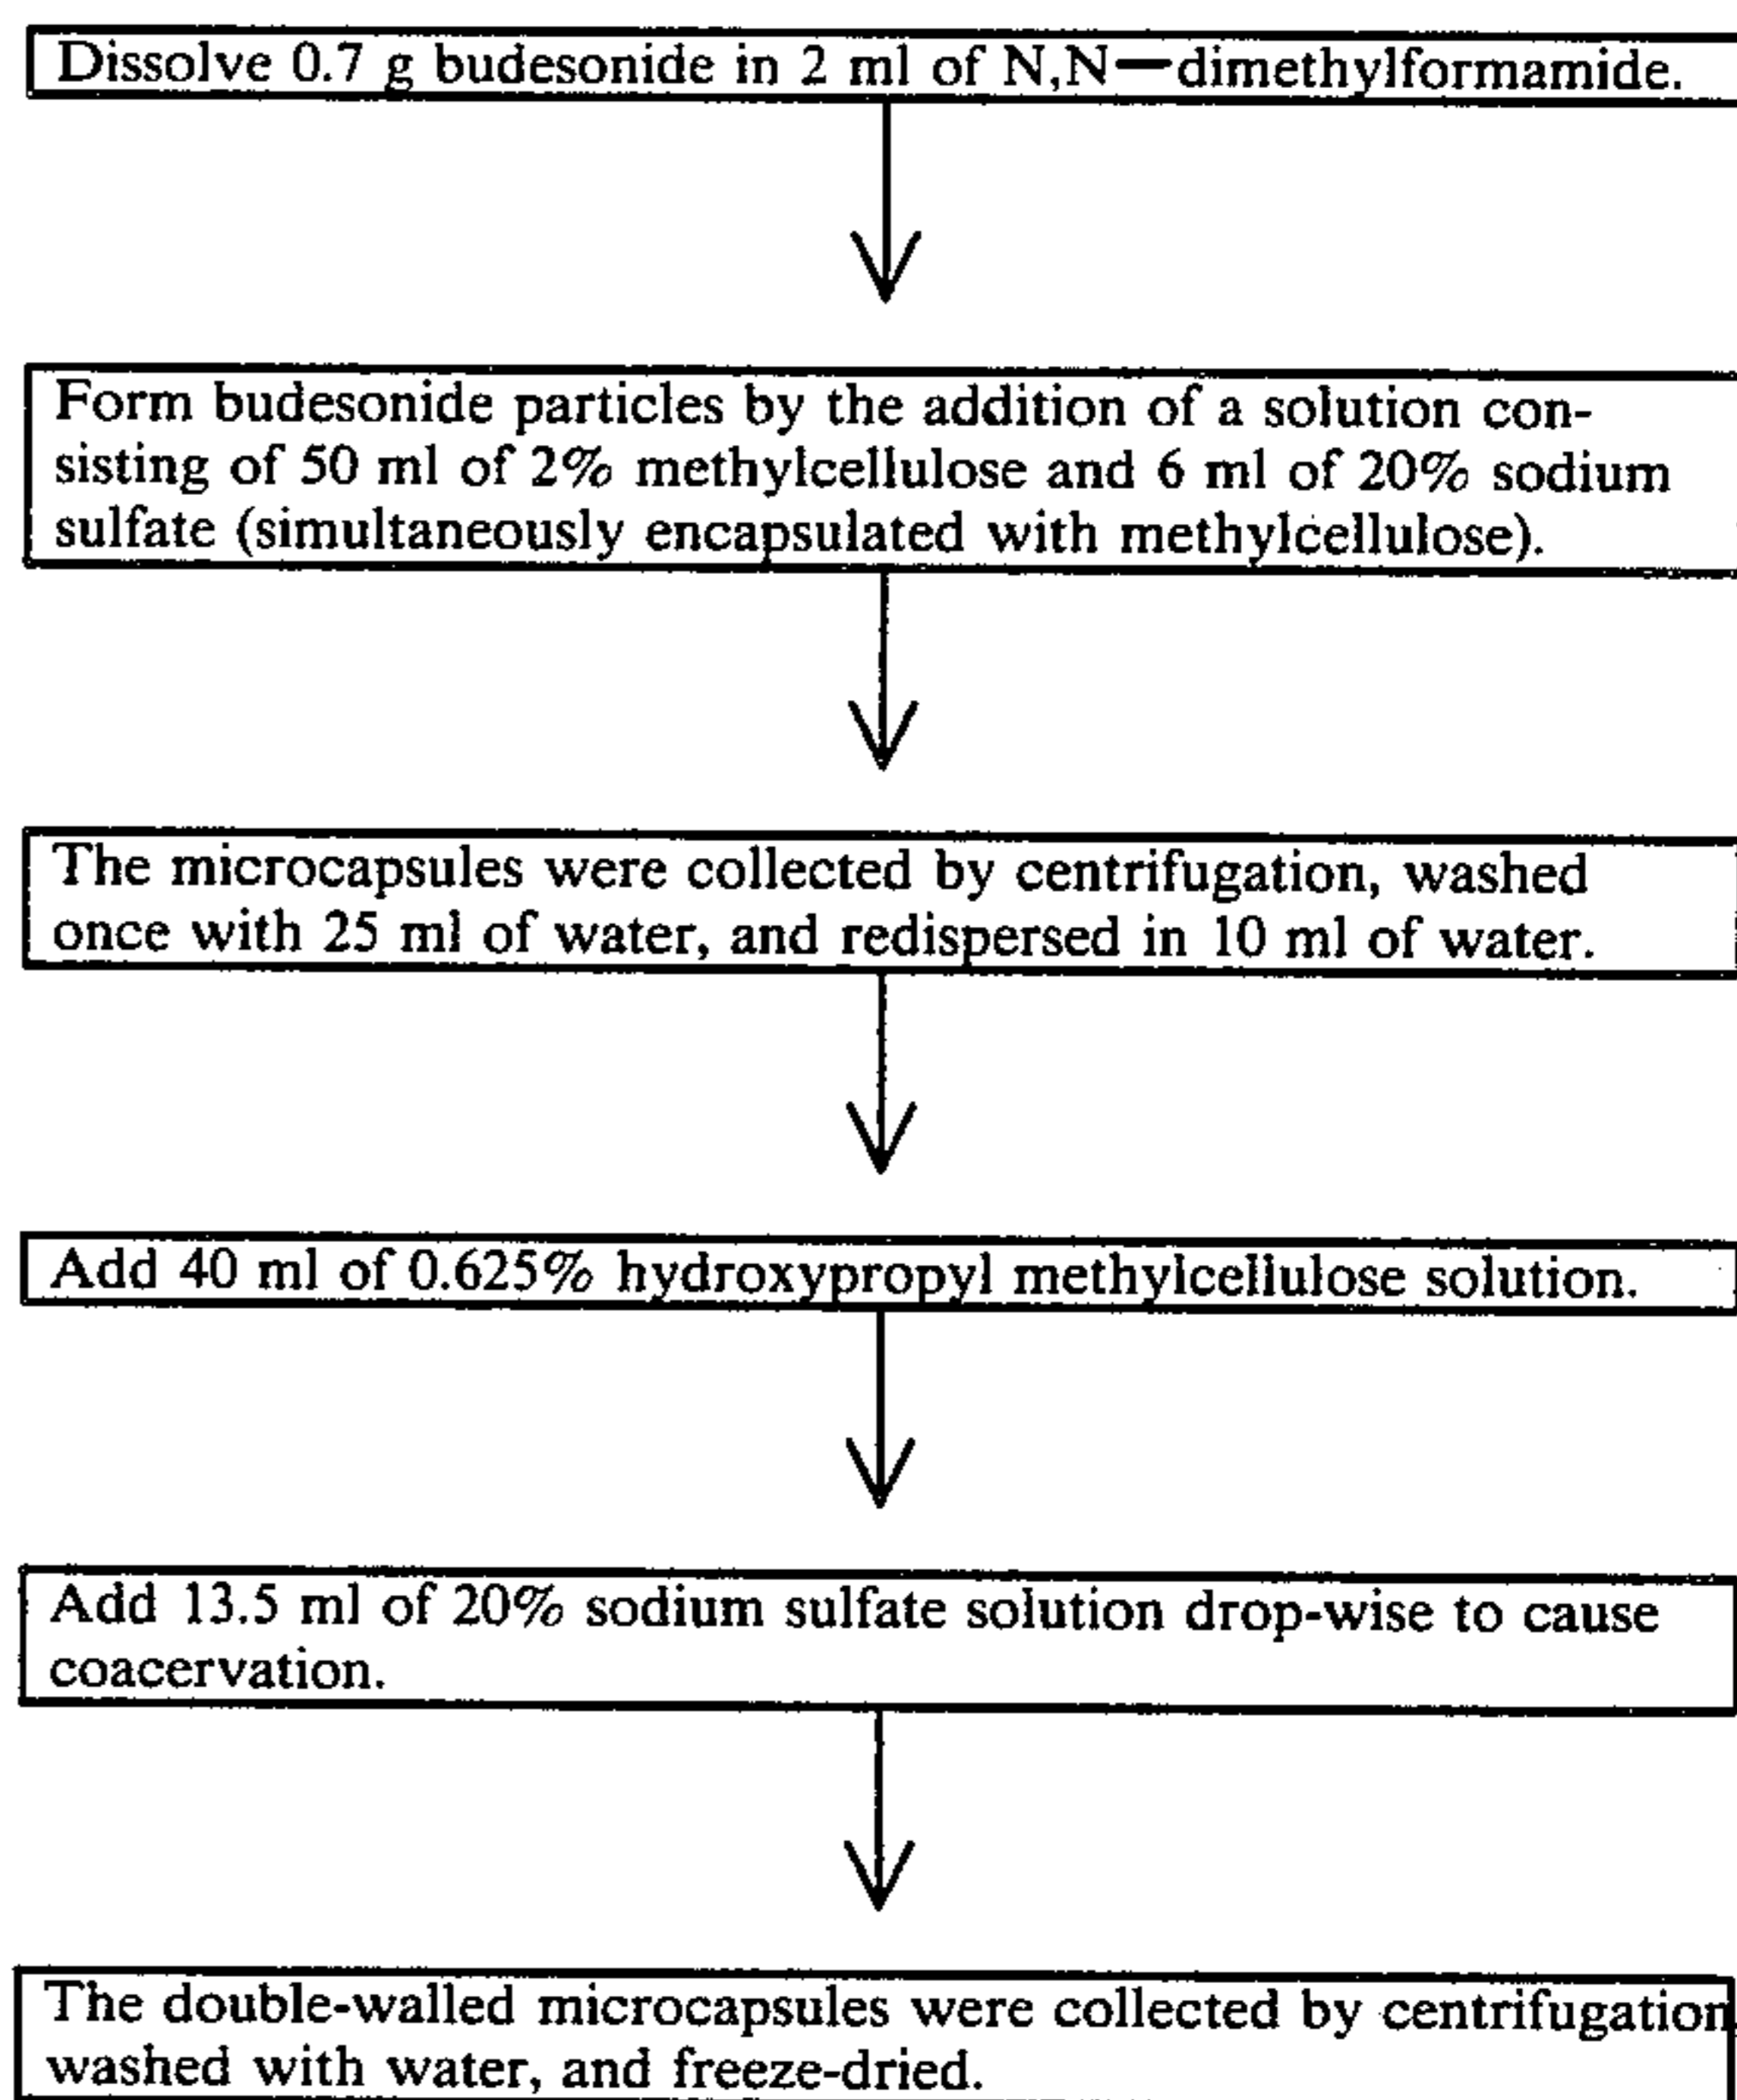 Dissolve 0.7 g budesonide in 2 ml of N,N—dimethylformamide.
Form budesonide particles by the addition of a solution con-
sisting of 50 ml of 2% methylcellulose and 6 ml of 20% sodium
sulfate (simultaneously encapsulated with methylcellulose).
The microcapsules were collected by centrifugation, washed
once with 25 ml of water, and redispersed in 10 ml of water.
Add 40 ml of 0.625% hydroxypropyl methylcellulose solution.
Add 13.5 ml of 20% sodium sulfate solution drop-wise to cause
coacervation.
The double-walled microcapsules were collected by centrifugation
washed with water, and freeze-dried.